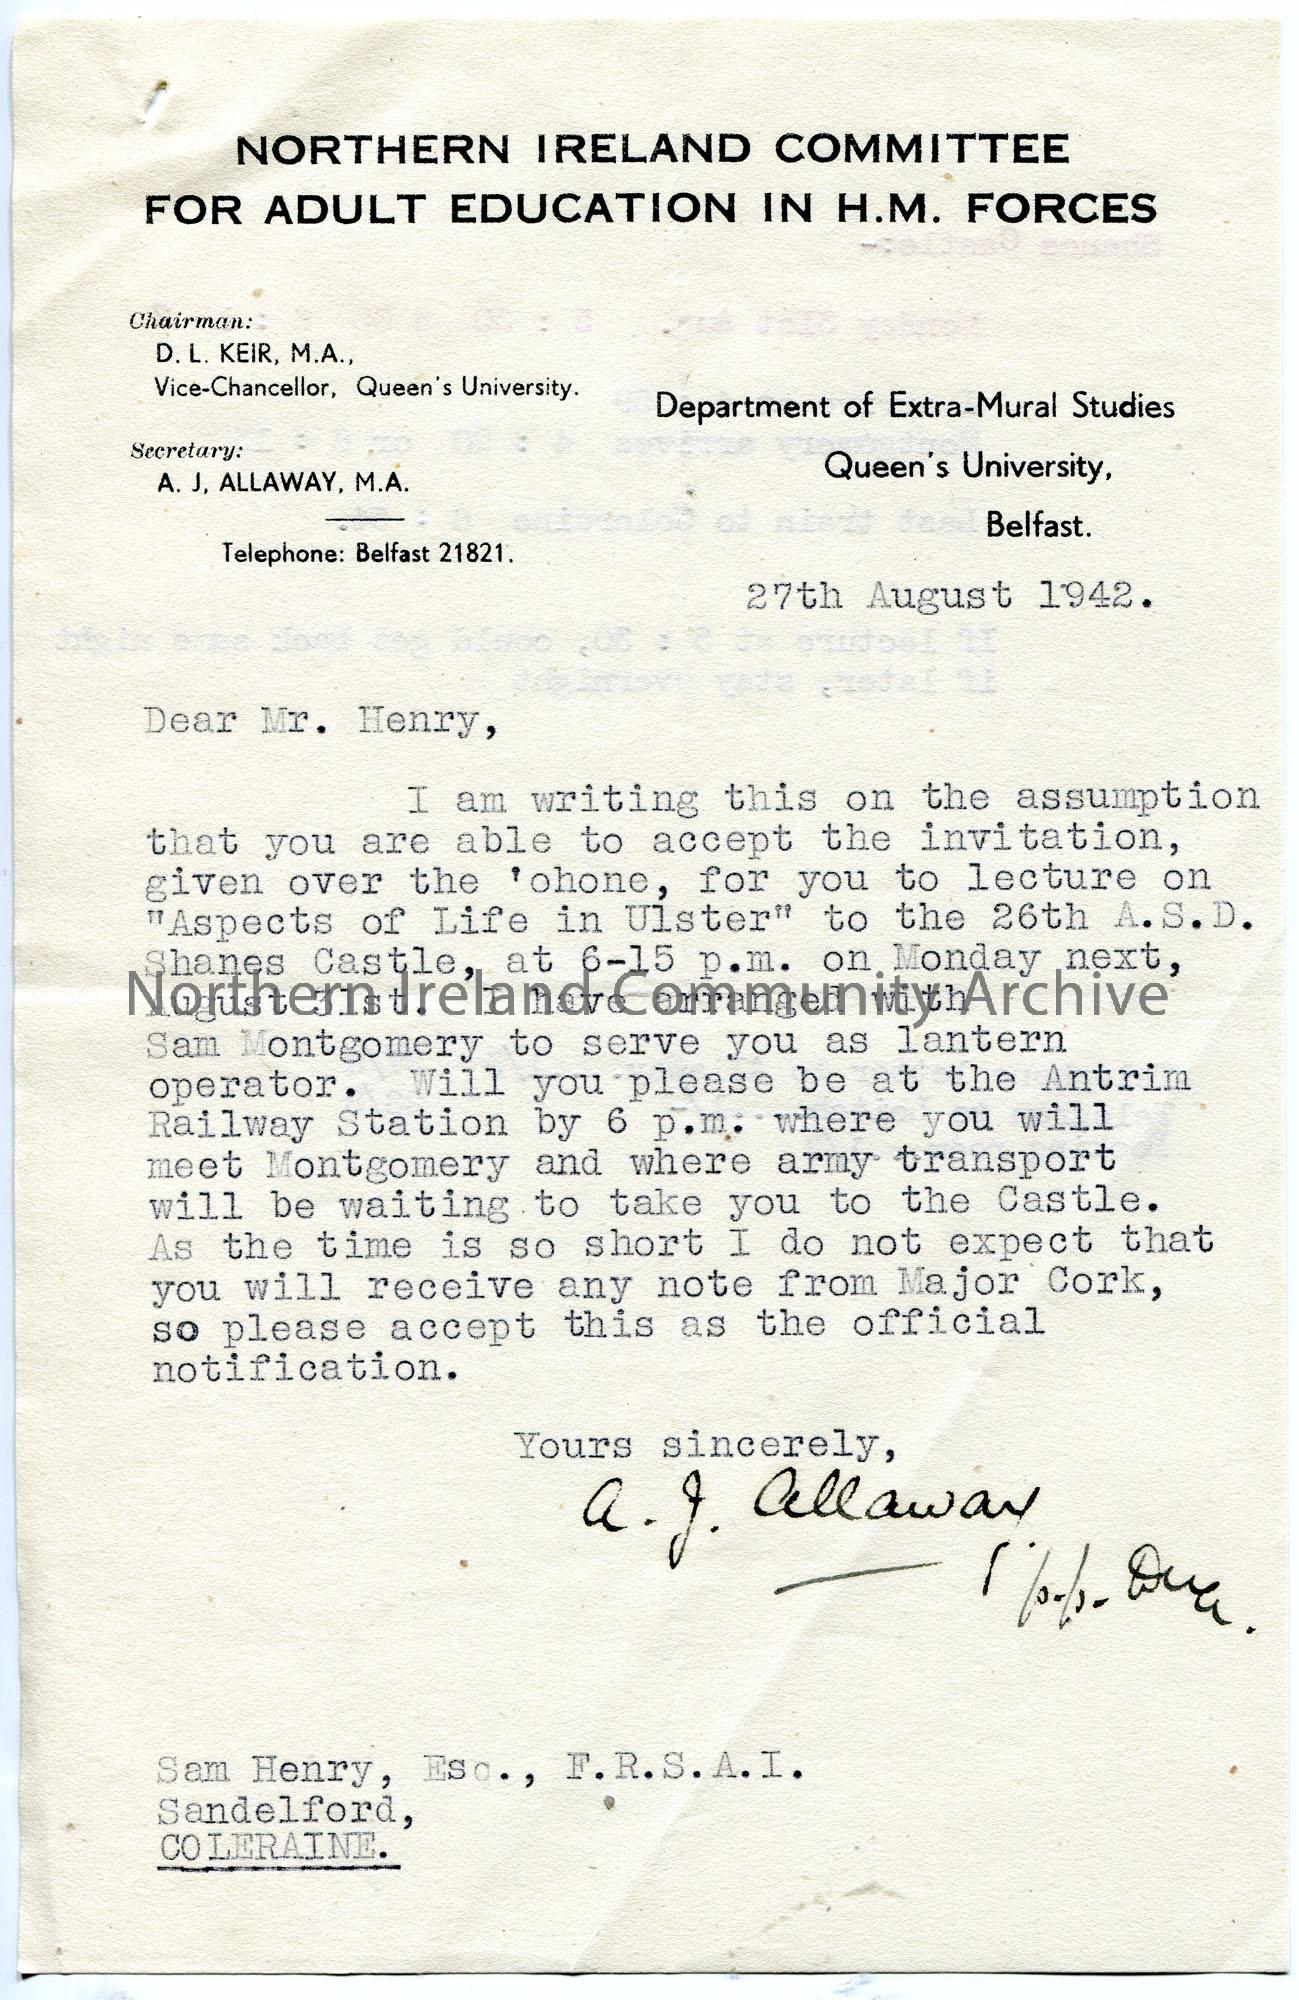 NORTHERN IRELAND COMMITTEE
FOR ADULT EDUCATION IN H.M. FORCES
Chairman:
D. L. KEIR, M.A.,
Vice-Chancellor, Queen's University.
Secretary:
A. J. ALLAWAY, M.A.
Telephone: Belfast 21821.
Department of Extra-Mural Studies
Queen's University,
Belfast.
27th August 1942.
Dear Mr. Henry,
I am writing this on the assumption
that you are able to accept the invitation,
given over the 'ohone, for you to lecture on
"Aspects of Life in Ulster" to the 26th A.S.D.
Shanes Castle, at 6-15 p.m. on Monday next,
August 31st. I have arranged with
Northern Ireland Community Archive
Sam Montgomery to serve you as lantern
operator. Will you please be at the Antrim
Railway Station by 6 p.m. where you will
meet Montgomery and where army transport
will be waiting to take you to the Castle.
As the time is so short I do not expect that
you will receive any note from Major Cork,
so please accept this as the official
notification.
Yours sincerely,
A. J. Allaway
p.p.
Sam Henry, Esq., F.R.S.A.I.
Sandelford,
COLERAINE.